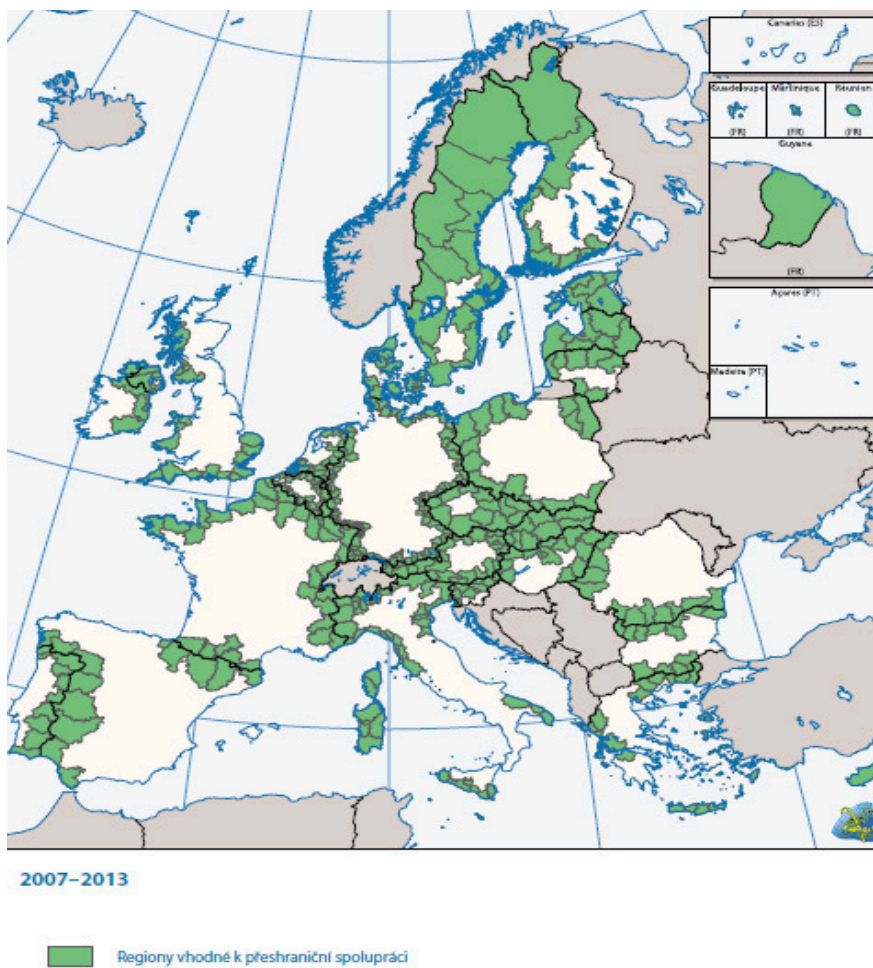 Canarias (ES)
Guadeloupe Martinique Réunion
(FR) (FR) (FR)
Guyane
(FR)
Açores (PT)
Madeira (PT)
2007–2013
Regiony vhodné k přeshraniční spolupráci